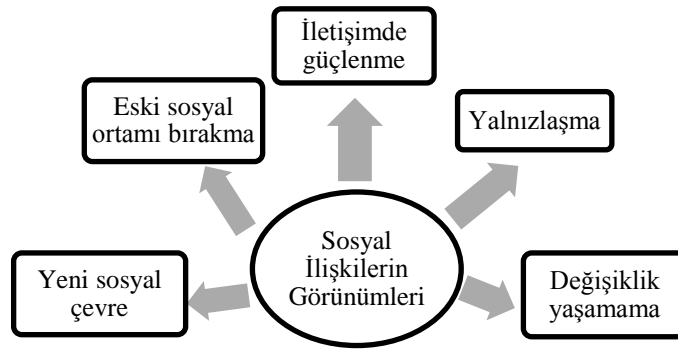 İletişimde
güçlenme
Eski sosyal
ortamı bırakma
Yalnızlaşma
Sosyal
İlişkilerin
Görünümleri
Yeni sosyal
çevre
Değişiklik
yaşamama